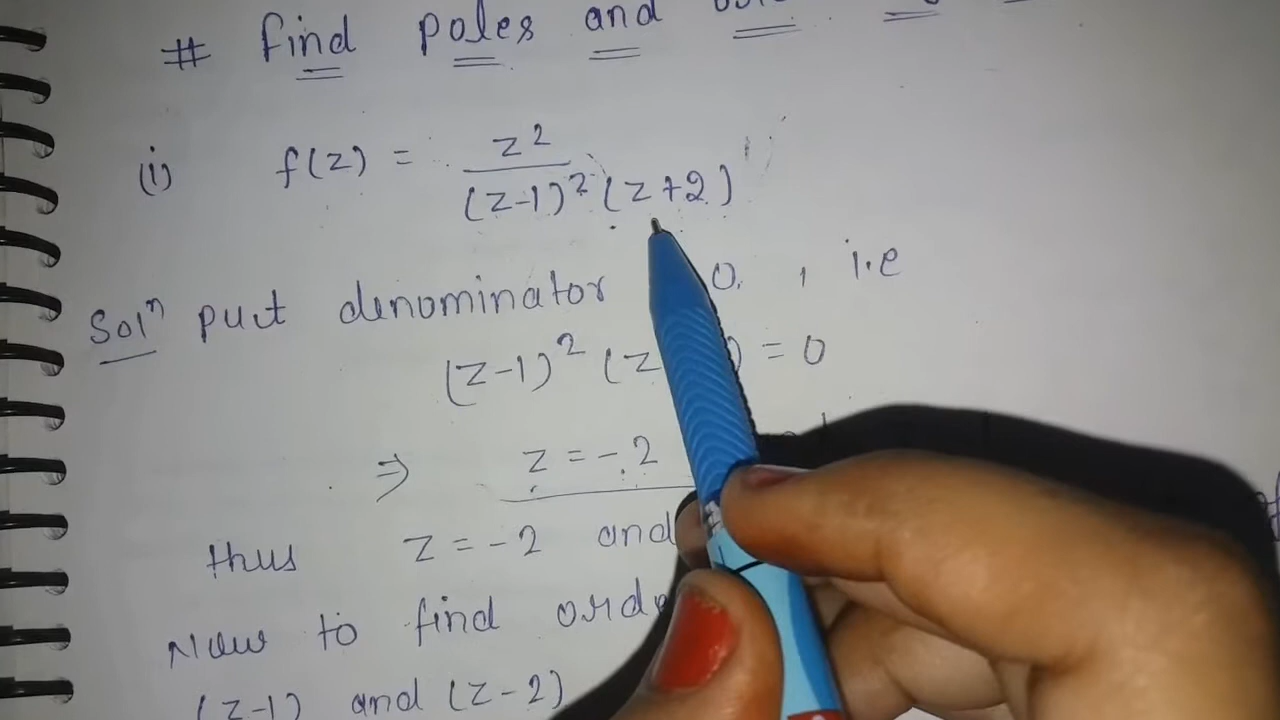 # Find poles and
(i) f(z) = z² / (z-1)² (z+2)
Solⁿ put denominator 0, i.e
(z-1)² (z = 0
⇒ z = -2
thus z = -2 and
Now to find
(z-1) and (z-2)